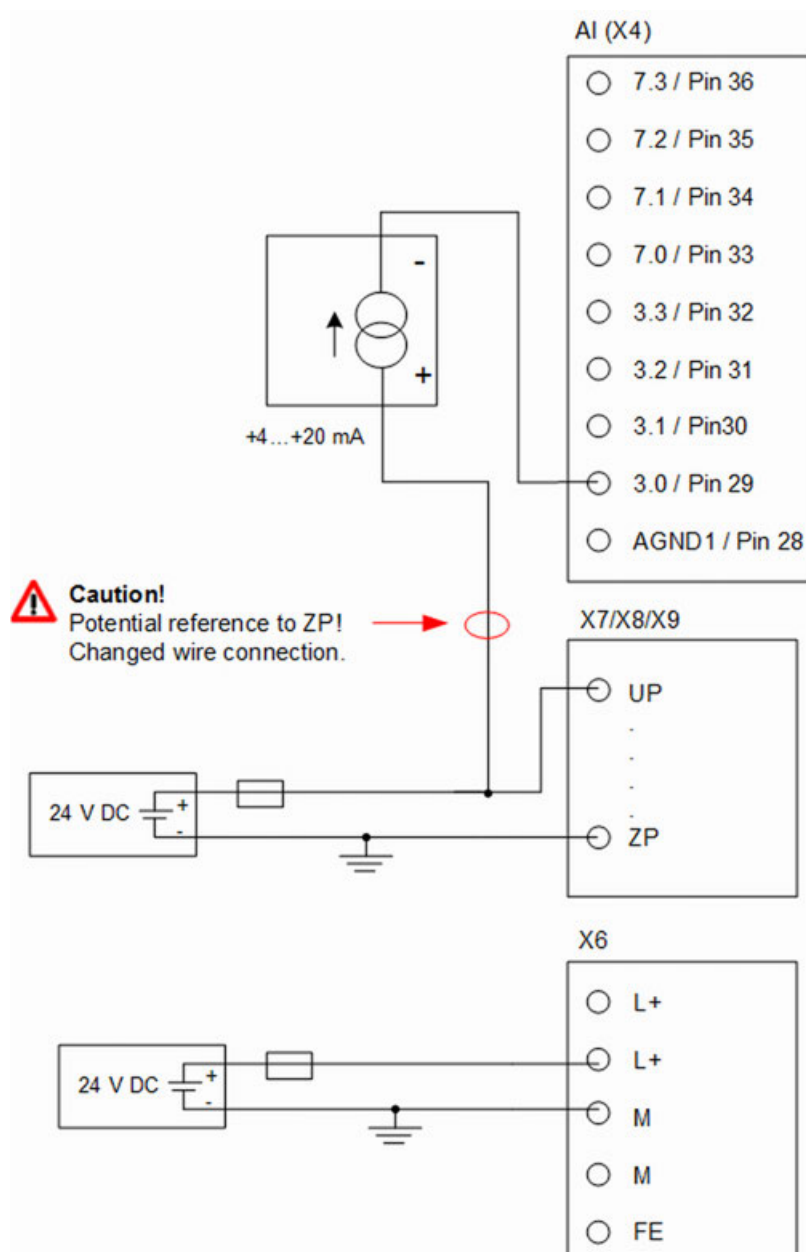 AI (X4)
7.3 / Pin 36
7.2 / Pin 35
7.1 / Pin 34
7.0 / Pin 33
3.3 / Pin 32
3.2 / Pin 31
3.1 / Pin30
3.0 / Pin 29
AGND1 / Pin 28
-
+
+4...+20 mA
Caution!
Potential reference to ZP!
Changed wire connection.
X7/X8/X9
UP
.
.
.
.
ZP
24 V DC
+
-
X6
L+
L+
M
M
FE
24 V DC
+
-